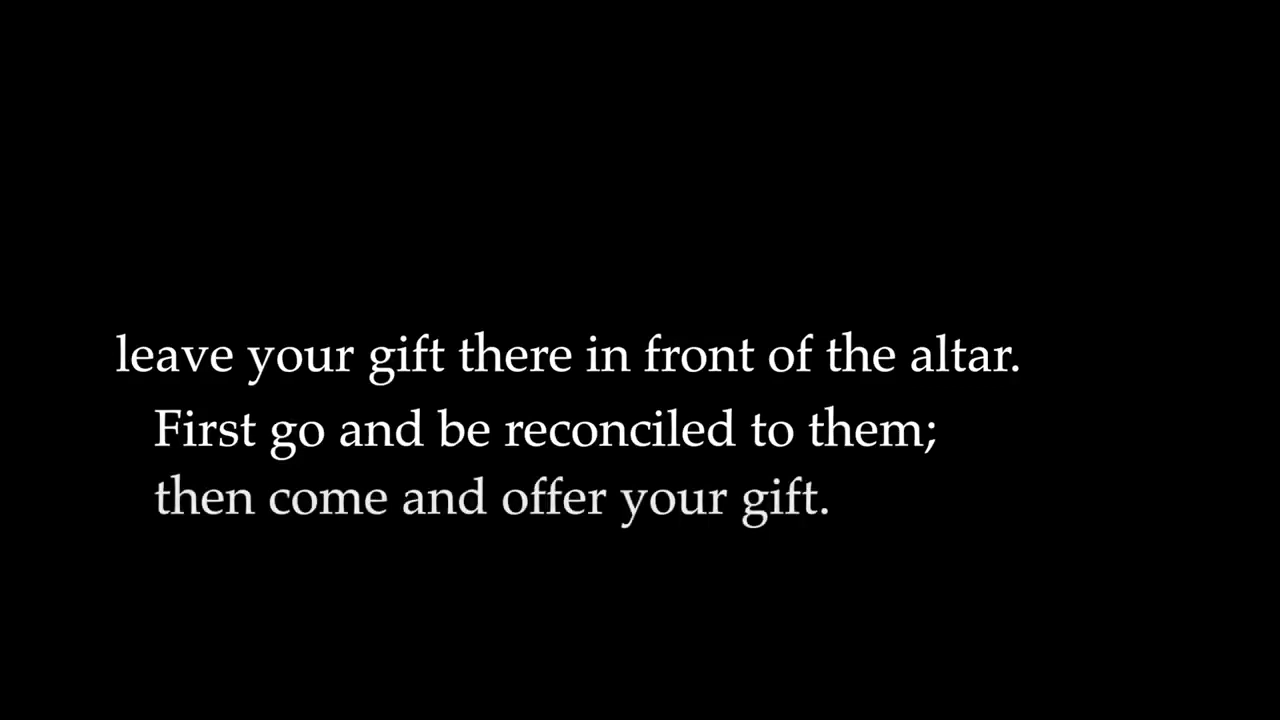 leave your gift there in front of the altar.
First go and be reconciled to them;
then come and offer your gift.